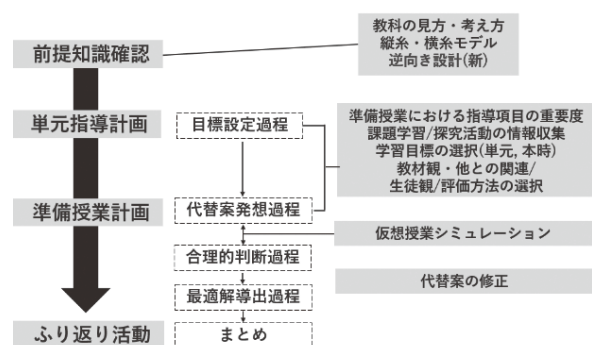 教科の見方・考え方
縦糸・横糸モデル
逆向き設計(新)
前提知識確認
単元指導計画
目標設定過程
準備授業における指導項目の重要度
課題学習/探究活動の情報収集
学習目標の選択(単元, 本時)
教材観・他との関連/
生徒観/評価方法の選択
準備授業計画
代替案発想過程
仮想授業シミュレーション
合理的判断過程
代替案の修正
最適解導出過程
ふり返り活動
まとめ